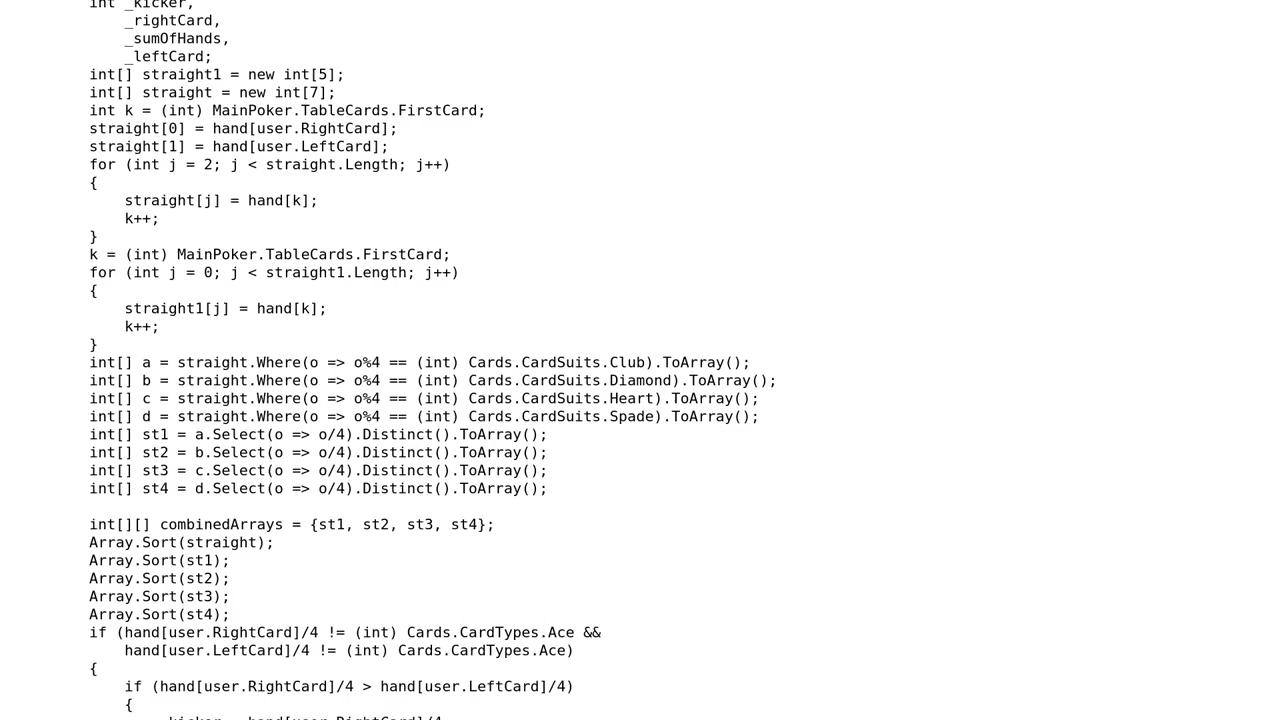 int _kicker,
_rightCard,
_sumOfHands,
_leftCard;
int[] straight1 = new int[5];
int[] straight = new int[7];
int k = (int) MainPoker.TableCards.FirstCard;
straight[0] = hand[user.RightCard];
straight[1] = hand[user.LeftCard];
for (int j = 2; j < straight.Length; j++)
{
straight[j] = hand[k];
k++;
}
k = (int) MainPoker.TableCards.FirstCard;
for (int j = 0; j < straight1.Length; j++)
{
straight1[j] = hand[k];
k++;
}
int[] a = straight.Where(o => o%4 == (int) Cards.CardSuits.Club).ToArray();
int[] b = straight.Where(o => o%4 == (int) Cards.CardSuits.Diamond).ToArray();
int[] c = straight.Where(o => o%4 == (int) Cards.CardSuits.Heart).ToArray();
int[] d = straight.Where(o => o%4 == (int) Cards.CardSuits.Spade).ToArray();
int[] st1 = a.Select(o => o/4).Distinct().ToArray();
int[] st2 = b.Select(o => o/4).Distinct().ToArray();
int[] st3 = c.Select(o => o/4).Distinct().ToArray();
int[] st4 = d.Select(o => o/4).Distinct().ToArray();
int[][] combinedArrays = {st1, st2, st3, st4};
Array.Sort(straight);
Array.Sort(st1);
Array.Sort(st2);
Array.Sort(st3);
Array.Sort(st4);
if (hand[user.RightCard]/4 != (int) Cards.CardTypes.Ace &&
hand[user.LeftCard]/4 != (int) Cards.CardTypes.Ace)
{
if (hand[user.RightCard]/4 > hand[user.LeftCard]/4)
{